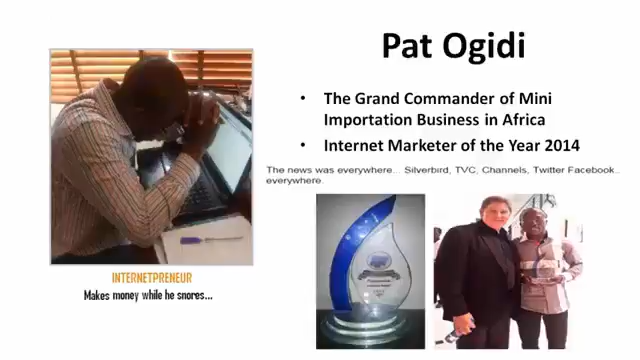 Pat Ogidi
• The Grand Commander of Mini
Importation Business in Africa
• Internet Marketer of the Year 2014
The news was everywhere... Silverbird, TVC, Channels, Twitter Facebook..
everywhere.
INTERNETPRENEUR
Makes money while he snores...